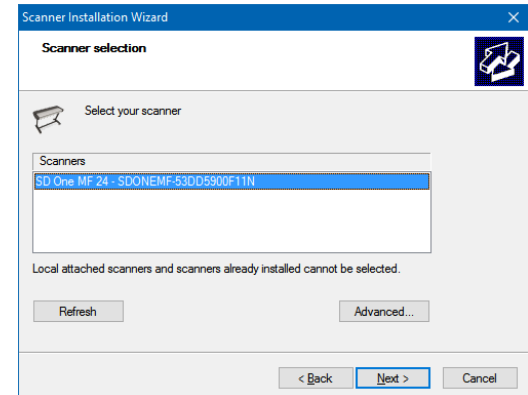 Scanner Installation Wizard
Scanner selection
Select your scanner
Scanners
SD One MF 24 - SDONEMF-53DD5900F11N
Local attached scanners and scanners already installed cannot be selected.
Refresh
Advanced...
< Back
Next >
Cancel